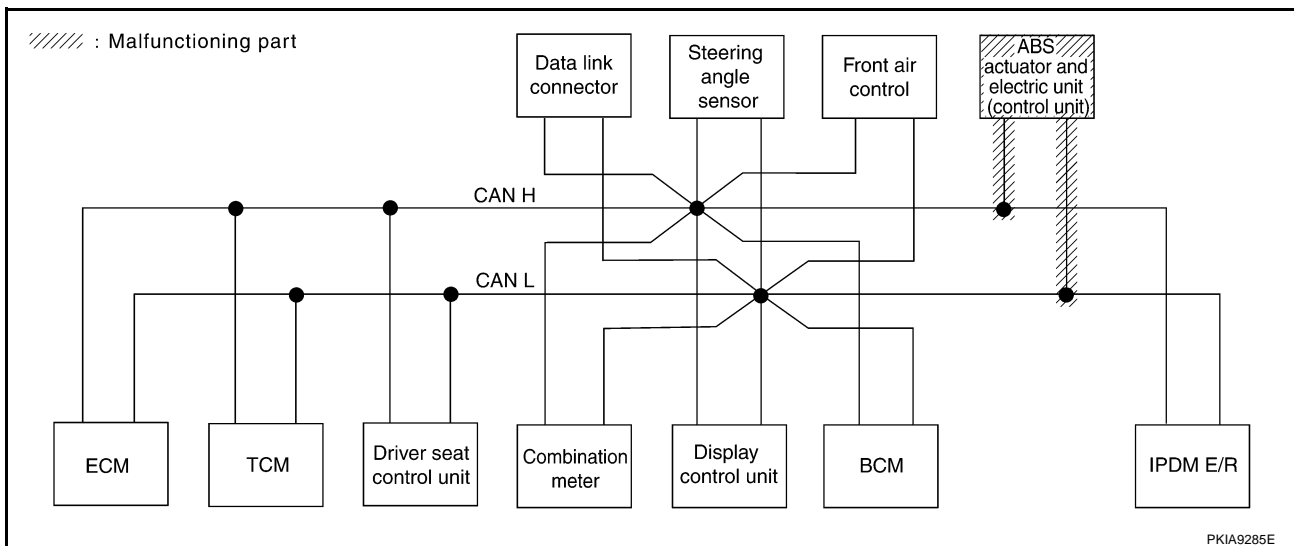 : Malfunctioning part
Data link
connector
Steering
angle
sensor
Front air
control
ABS
actuator and
electric unit
(control unit)
CAN H
CAN L
ECM
TCM
Driver seat
control unit
Combination
meter
Display
control unit
BCM
IPDM E/R
PKIA9285E